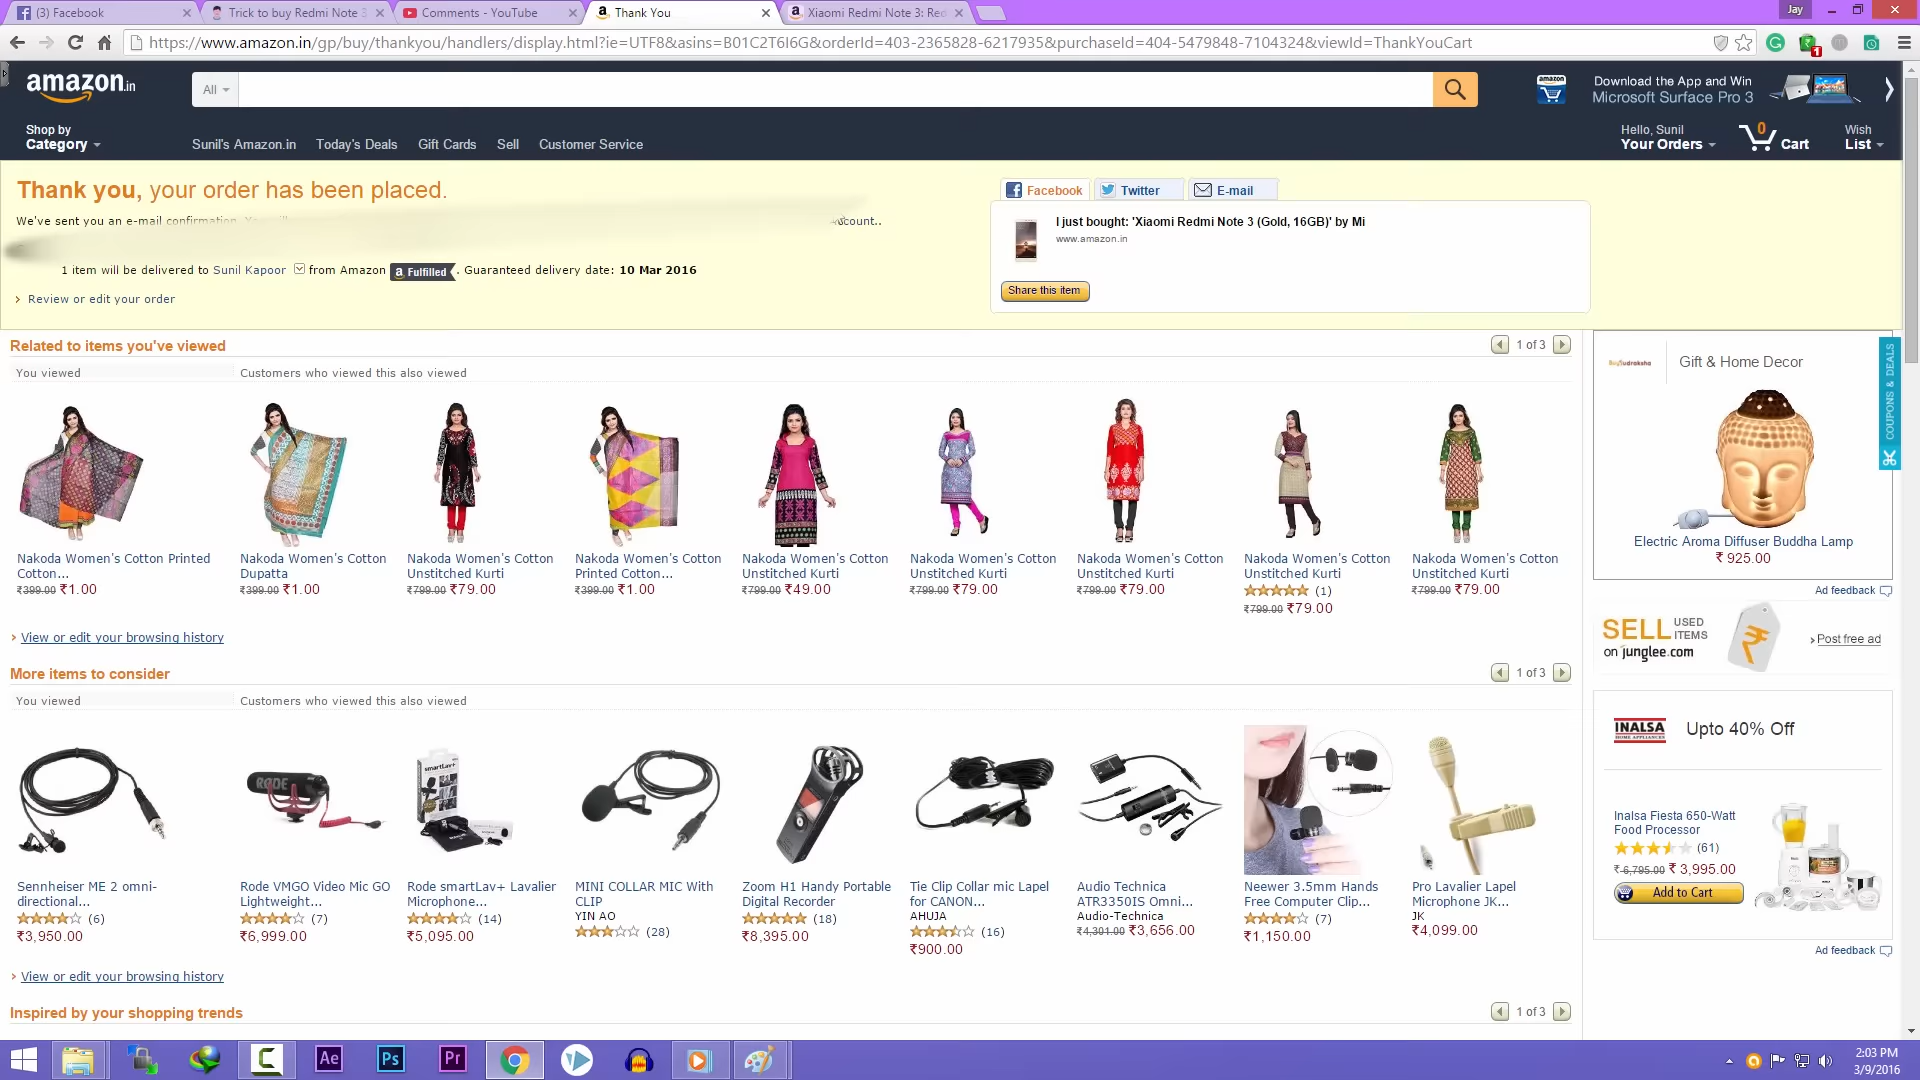 (3) Facebook
Trick to buy Redmi Note 3
Comments - YouTube
Thank You
Xiaomi Redmi Note 3: Red
Jay
https://www.amazon.in/gp/buy/thankyou/handlers/display.html?ie=UTF8&asins=B01C2T6I6G&orderId=403-2365828-6217935&purchaseId=404-5479848-7104324&viewId=ThankYouCart
1
amazon.in
All
amazon
Download the App and Win
Microsoft Surface Pro 3
Shop by
Category
Sunil's Amazon.in Today's Deals Gift Cards Sell Customer Service
Hello, Sunil
Your Orders
0
Cart
Wish
List
Thank you, your order has been placed.
We've sent you an e-mail confirmation.
1 item will be delivered to Sunil Kapoor from Amazon a Fulfilled . Guaranteed delivery date: 10 Mar 2016
Review or edit your order
Facebook Twitter E-mail
I just bought: 'Xiaomi Redmi Note 3 (Gold, 16GB)' by Mi
www.amazon.in
Share this item
Related to items you've viewed
1 of 3
You viewed
Customers who viewed this also viewed
Nakoda Women's Cotton Printed
Cotton...
₹399.00 ₹1.00
Nakoda Women's Cotton
Dupatta
₹399.00 ₹1.00
Nakoda Women's Cotton
Unstitched Kurti
₹799.00 ₹79.00
Nakoda Women's Cotton
Printed Cotton...
₹399.00 ₹1.00
Nakoda Women's Cotton
Unstitched Kurti
₹799.00 ₹49.00
Nakoda Women's Cotton
Unstitched Kurti
₹799.00 ₹79.00
Nakoda Women's Cotton
Unstitched Kurti
₹799.00 ₹79.00
Nakoda Women's Cotton
Unstitched Kurti
(1)
₹799.00 ₹79.00
Nakoda Women's Cotton
Unstitched Kurti
₹799.00 ₹79.00
View or edit your browsing history
More items to consider
1 of 3
You viewed
Customers who viewed this also viewed
RODE
smartLav+
Sennheiser ME 2 omni-
directional...
(6)
₹3,950.00
Rode VMGO Video Mic GO
Lightweight...
(7)
₹6,999.00
Rode smartLav+ Lavalier
Microphone...
(14)
₹5,095.00
MINI COLLAR MIC With
CLIP
YIN AO
(28)
Zoom H1 Handy Portable
Digital Recorder
(18)
₹8,395.00
Tie Clip Collar mic Lapel
for CANON...
AHUJA
(16)
₹900.00
Audio Technica
ATR3350IS Omni...
Audio-Technica
₹4,301.00 ₹3,656.00
Neewer 3.5mm Hands
Free Computer Clip...
(7)
₹1,150.00
Pro Lavalier Lapel
Microphone JK...
JK
₹4,099.00
View or edit your browsing history
Inspired by your shopping trends
1 of 3
Gift & Home Decor
COUPONS & DEALS
Electric Aroma Diffuser Buddha Lamp
₹ 925.00
Ad feedback
SELL USED ITEMS
on junglee.com
Post free ad
INALSA
HOME APPLIANCES
Upto 40% Off
Inalsa Fiesta 650-Watt
Food Processor
(61)
₹ 6,795.00 ₹ 3,995.00
Add to Cart
Ad feedback
Ae
Ps
Pr
2:03 PM
3/9/2016